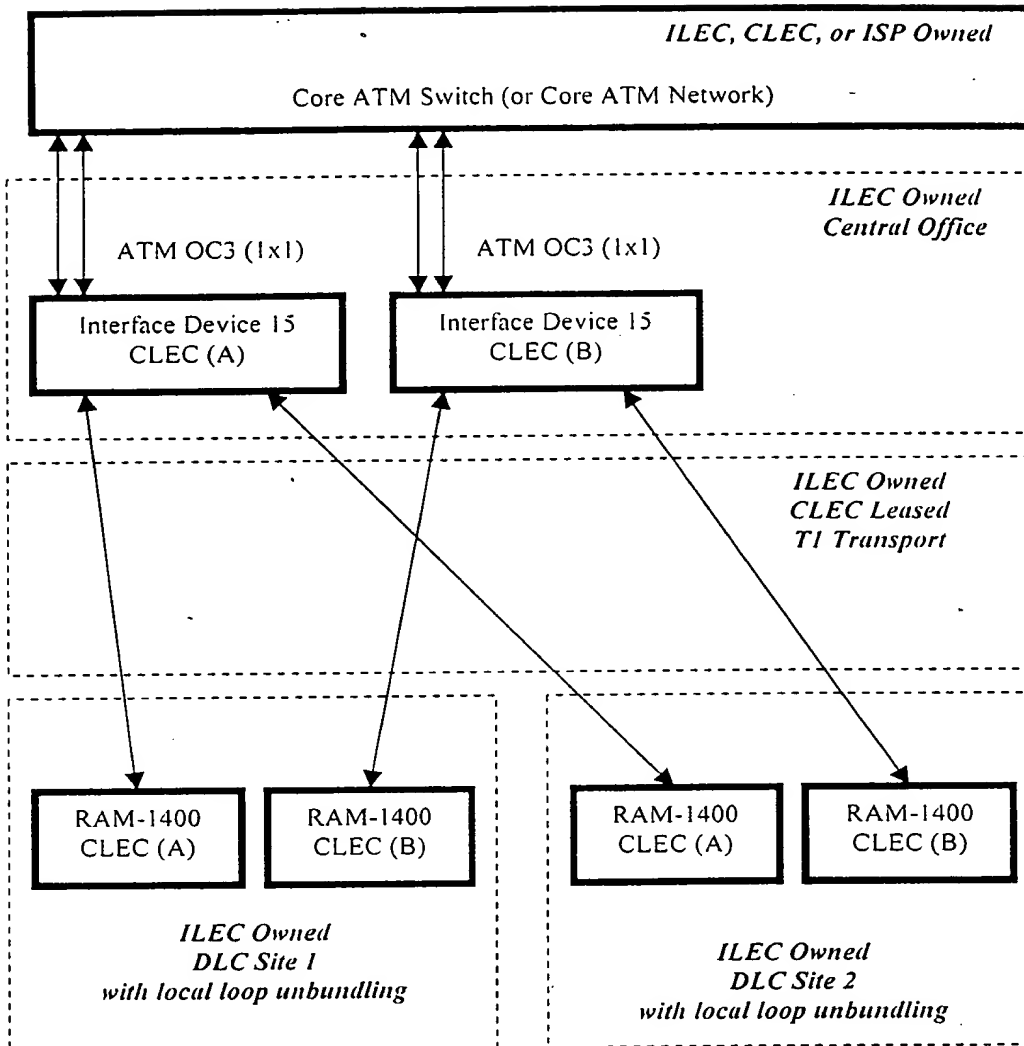 ILEC, CLEC, or ISP Owned
Core ATM Switch (or Core ATM Network)
ILEC Owned
Central Office
ATM OC3 (1x1)
ATM OC3 (1x1)
Interface Device 15
CLEC (A)
Interface Device 15
CLEC (B)
ILEC Owned
CLEC Leased
T1 Transport
RAM-1400
CLEC (A)
RAM-1400
CLEC (B)
RAM-1400
CLEC (A)
RAM-1400
CLEC (B)
ILEC Owned
DLC Site 1
with local loop unbundling
ILEC Owned
DLC Site 2
with local loop unbundling